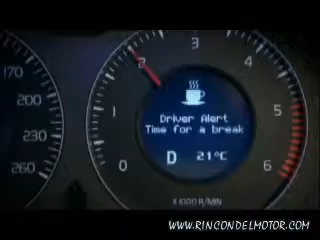 170
200
230
260
0
1
2
3
4
5
6
Driver Alert
Time for a break
D 21°C
X 1000 R/MIN
WWW.RINCONDELMOTOR.COM